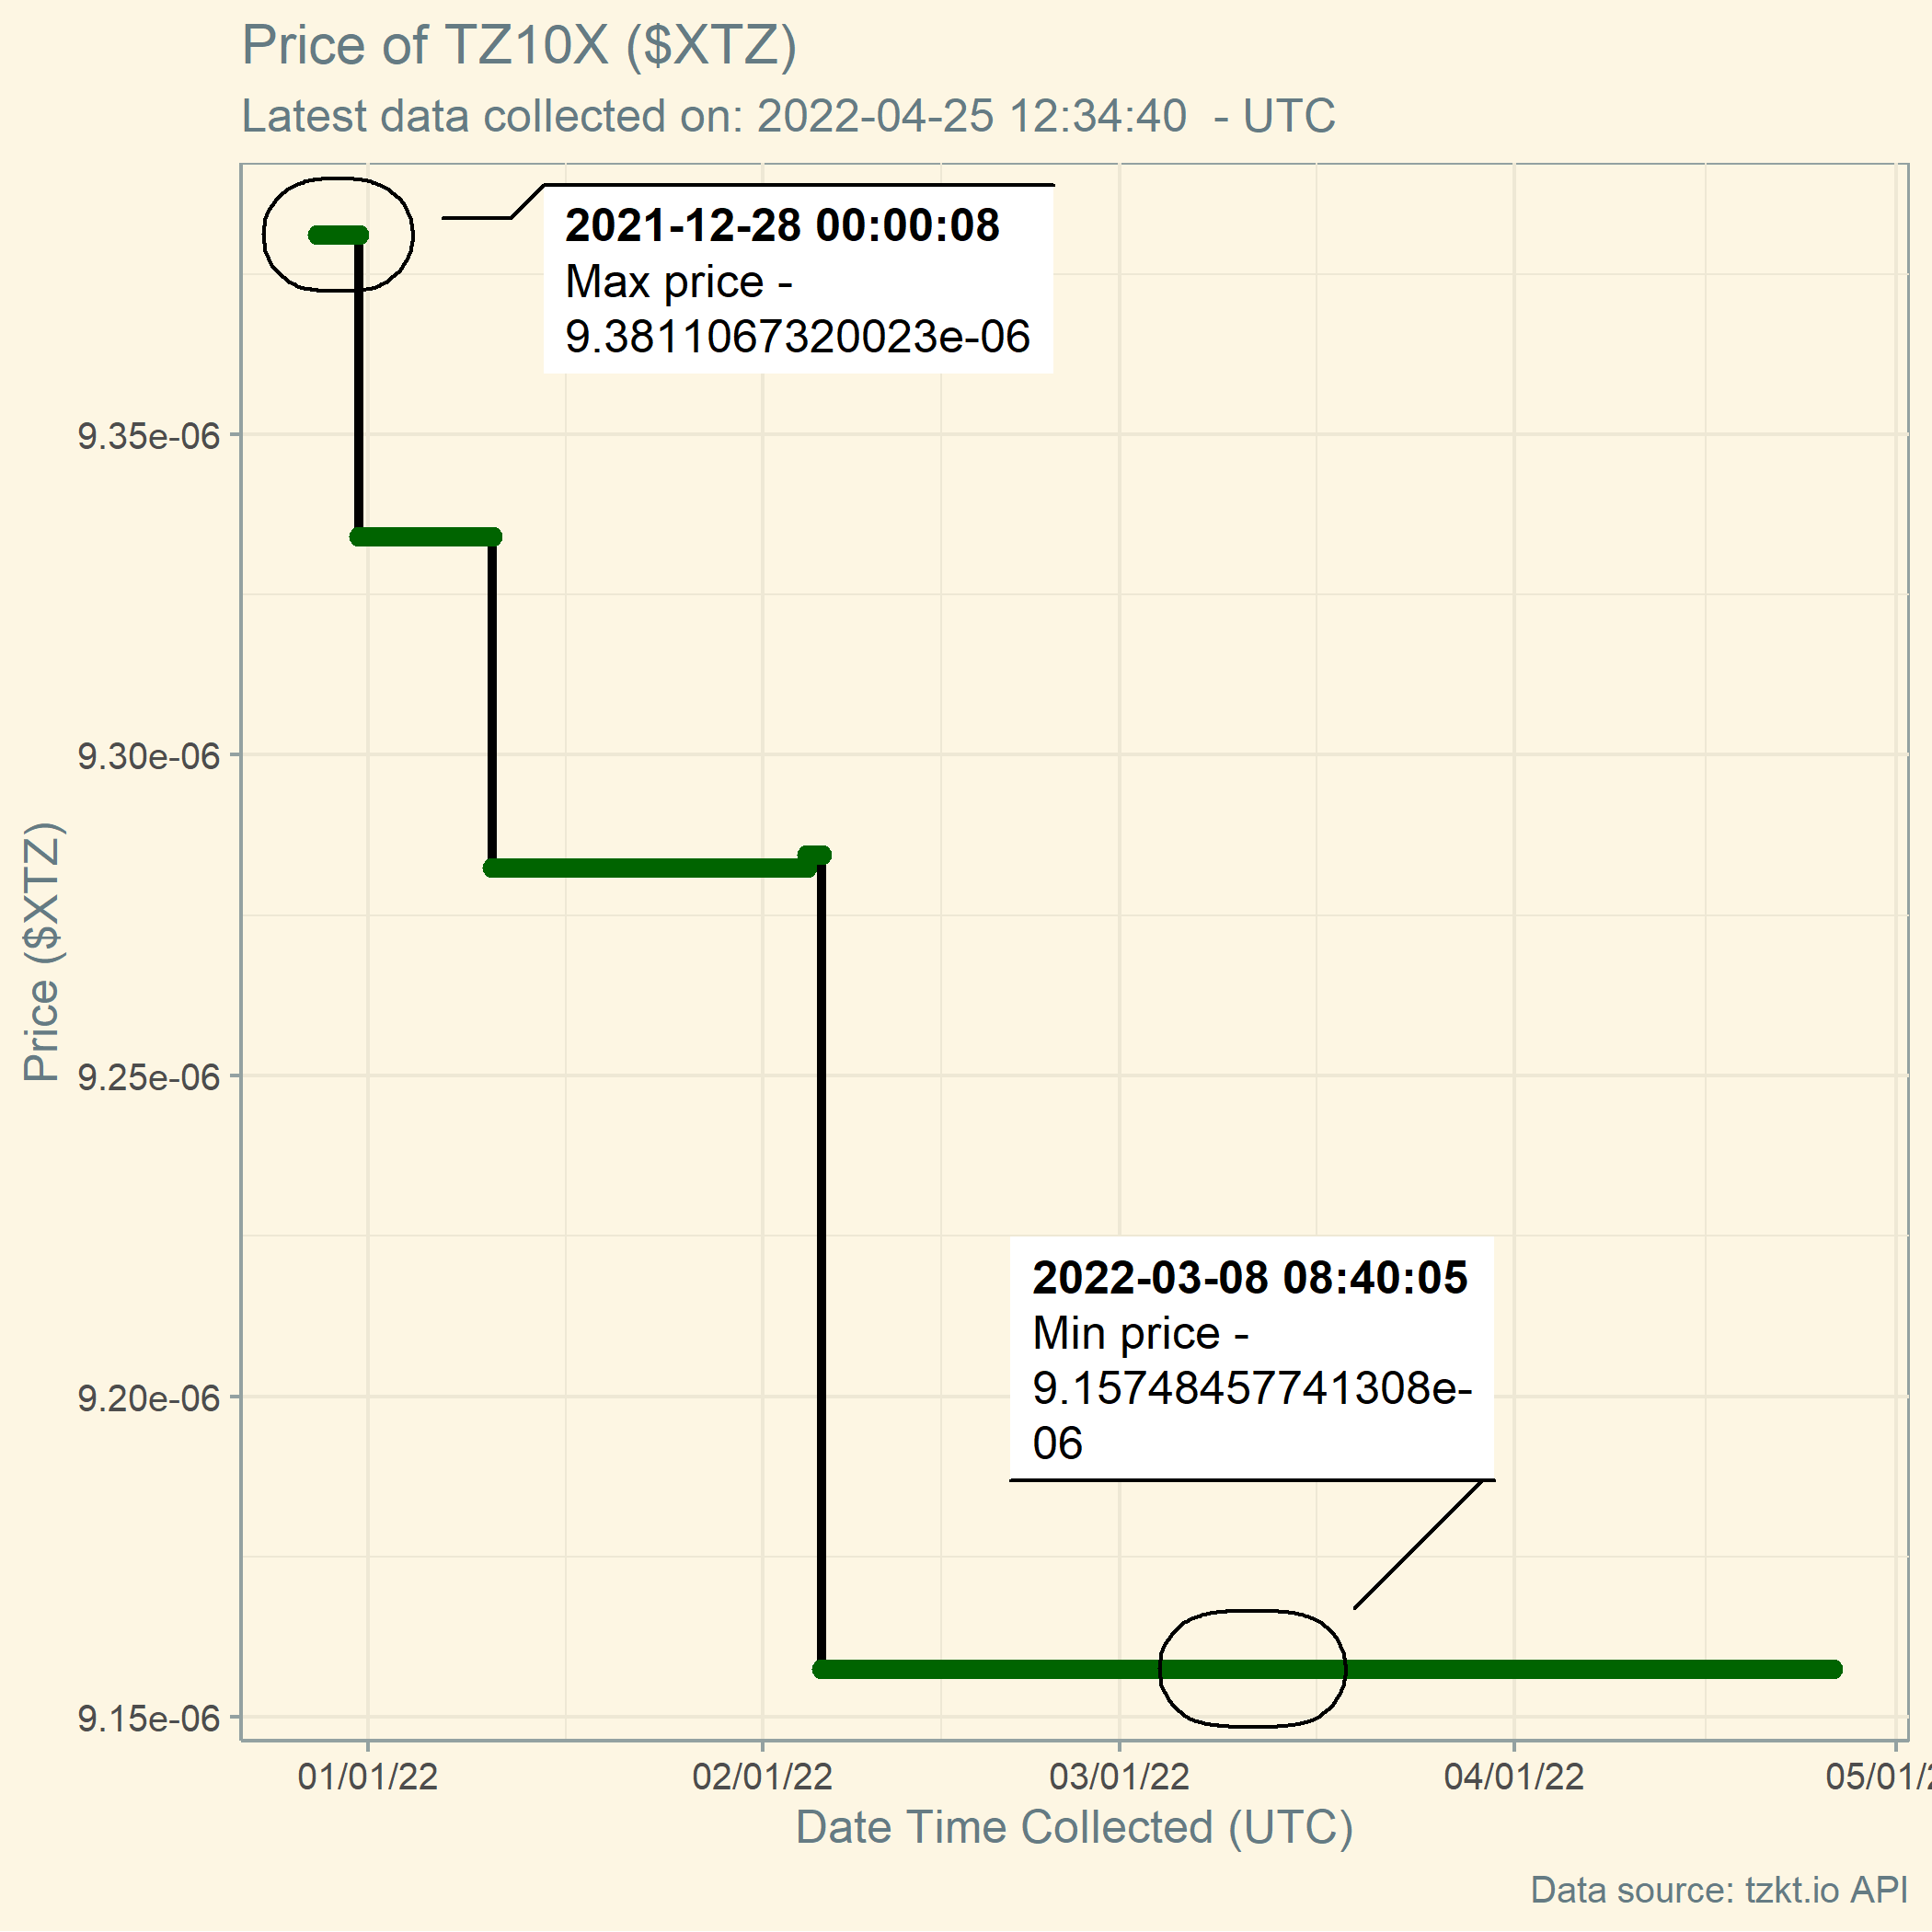 Price of TZ10X ($XTZ)
Latest data collected on: 2022-04-25 12:34:40  - UTC
2021-12-28 00:00:08
Max price -
9.3811067320023e-06
9.35e-06
9.30e-06
9.25e-06
9.20e-06
9.15e-06
Price ($XTZ)
2022-03-08 08:40:05
Min price -
9.15748457741308e-
06
01/01/22
02/01/22
03/01/22
04/01/22
05/01/2
Date Time Collected (UTC)
Data source: tzkt.io API